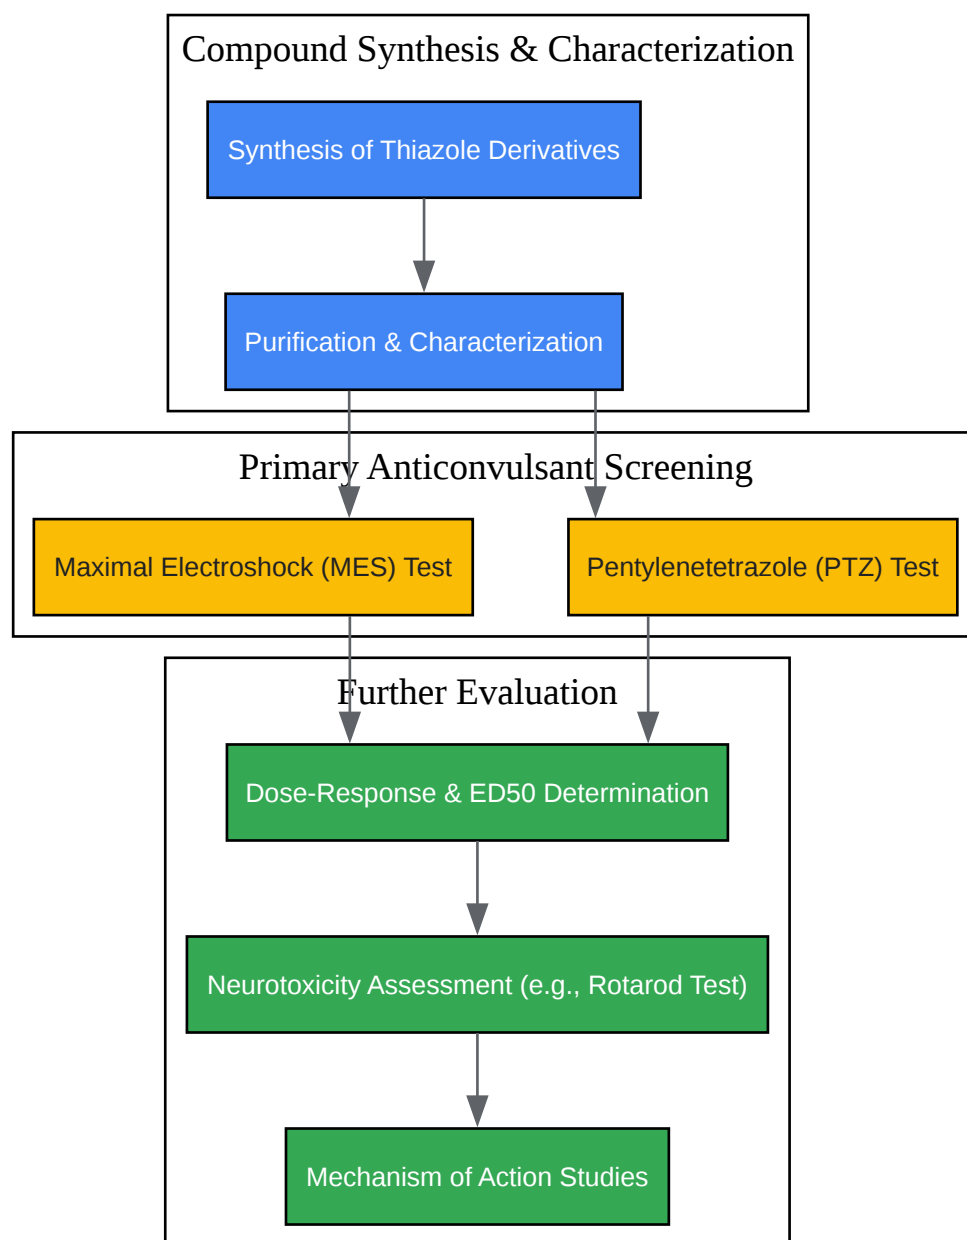 Compound Synthesis & Characterization
Synthesis of Thiazole Derivatives
Purification & Characterization
Primary Anticonvulsant Screening
Maximal Electroshock (MES) Test
Pentylenetetrazole (PTZ) Test
Further Evaluation
Dose-Response & ED50 Determination
Neurotoxicity Assessment (e.g., Rotarod Test)
Mechanism of Action Studies